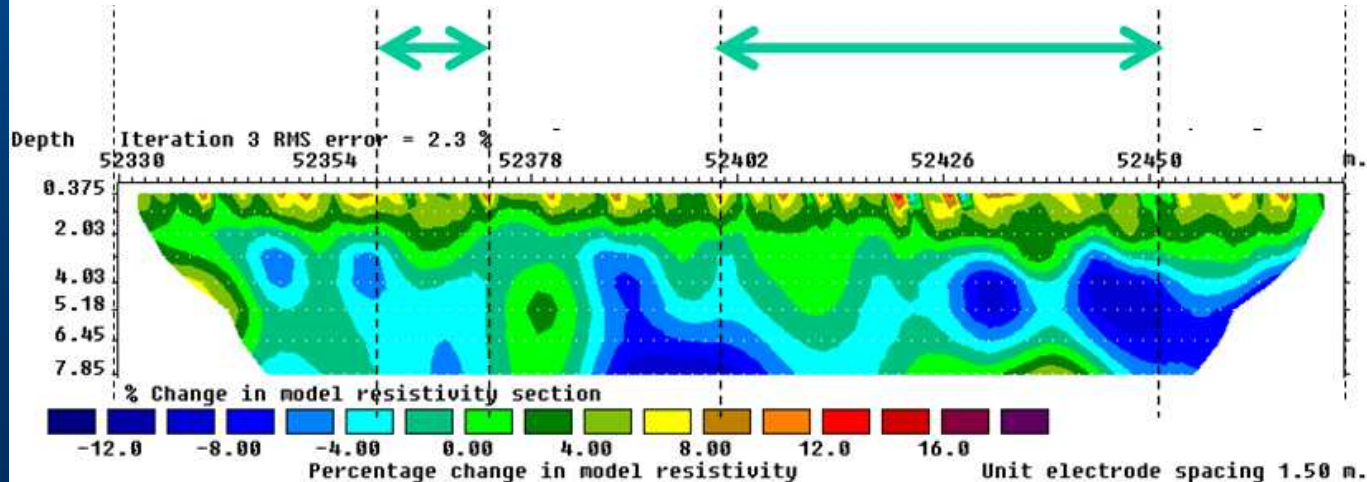 Depth Iteration 3 RMS error = 2.3 %
52330 52354 52378 52402 52426 52450 m.
0.375
2.03
4.03
5.18
6.45
7.85
% Change in model resistivity section
-12.0 -8.00 -4.00 0.00 4.00 8.00 12.0 16.0
Percentage change in model resistivity Unit electrode spacing 1.50 m.